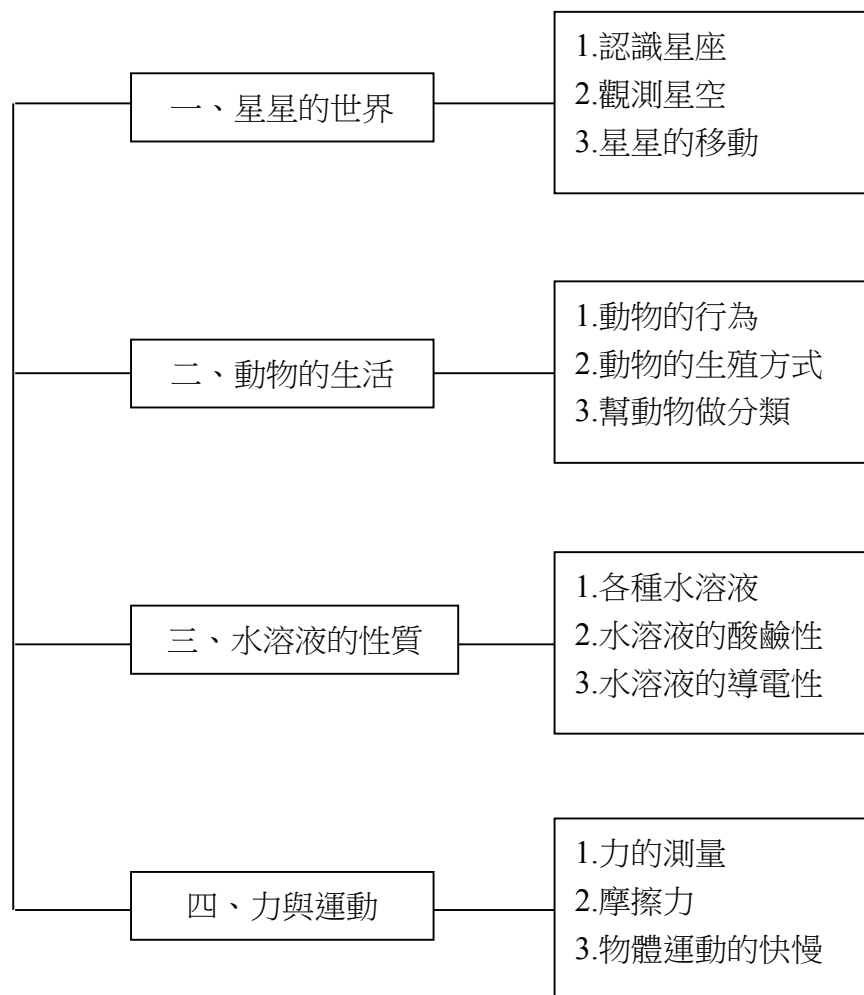 一、星星的世界
1.認識星座
2.觀測星空
3.星星的移動
二、動物的生活
1.動物的行為
2.動物的生殖方式
3.幫動物做分類
三、水溶液的性質
1.各種水溶液
2.水溶液的酸鹼性
3.水溶液的導電性
四、力與運動
1.力的測量
2.摩擦力
3.物體運動的快慢